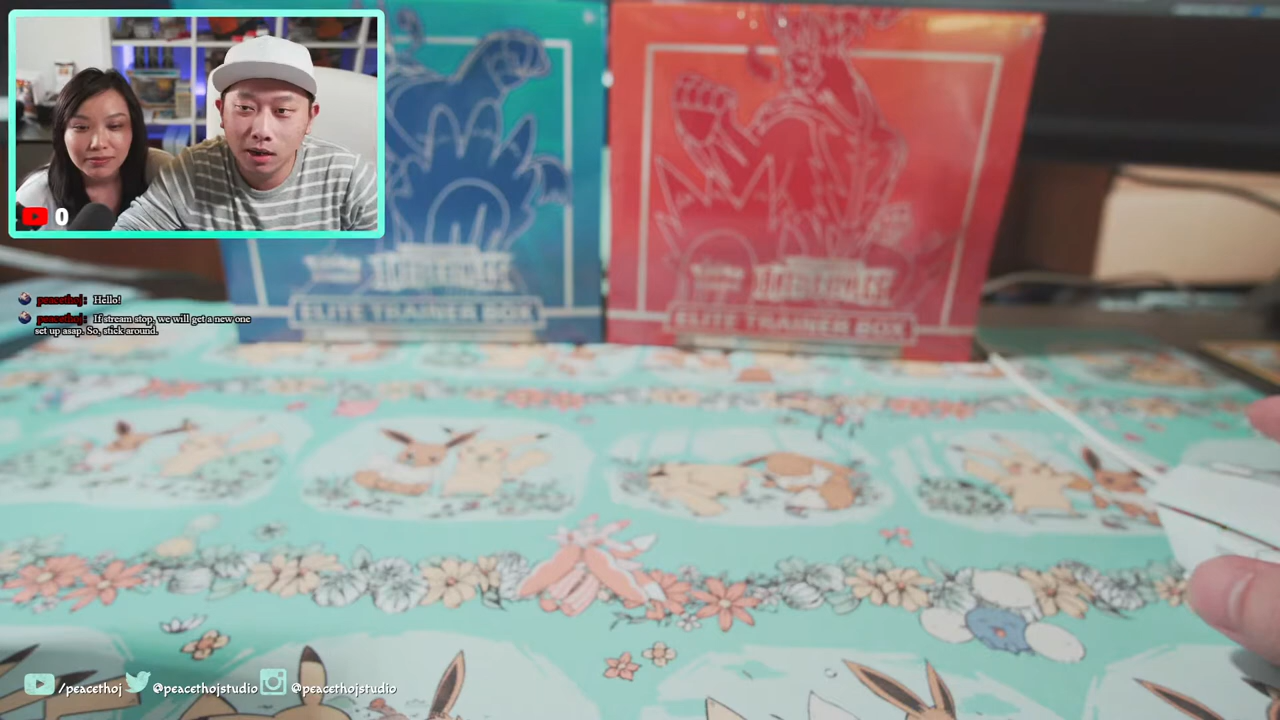 0
peacethoj: Hello!
peacethoj: If stream stop, we will get a new one
set up asap. So, stick around.
ELITE TRAINER BOX
ELITE TRAINER BOX
/peacethoj @peacethojstudio @peacethojstudio